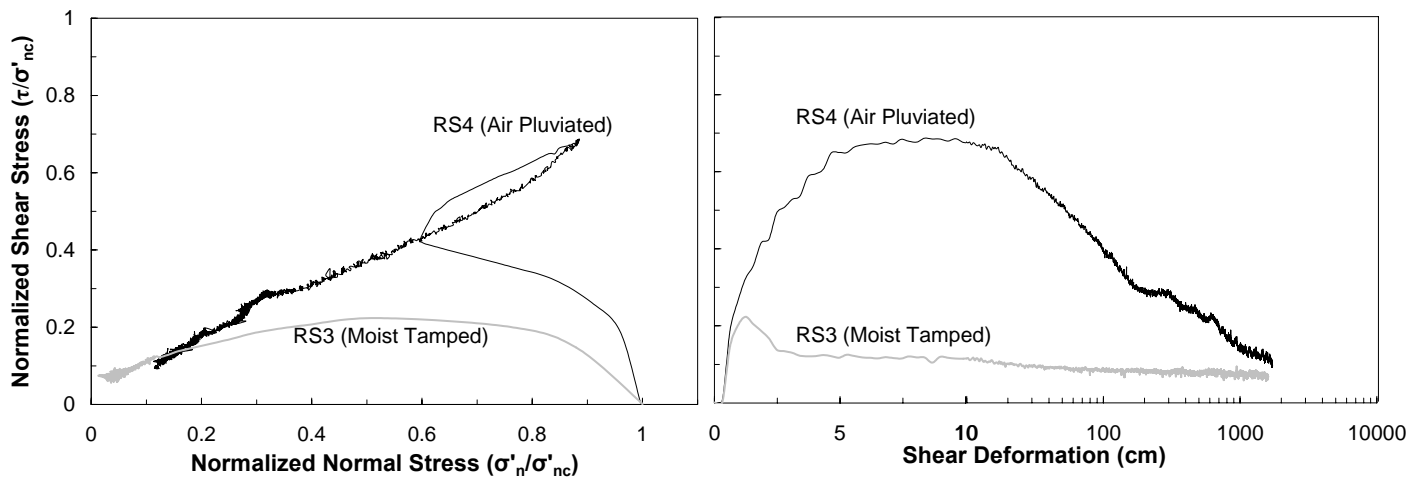 Normalized Shear Stress (τ/σ'nc)
1
0.8
0.6
0.4
0.2
0
RS4 (Air Pluviated)
RS3 (Moist Tamped)
0 0.2 0.4 0.6 0.8 1
Normalized Normal Stress (σ'n/σ'nc)
RS4 (Air Pluviated)
RS3 (Moist Tamped)
0 5 10 100 1000 10000
Shear Deformation (cm)